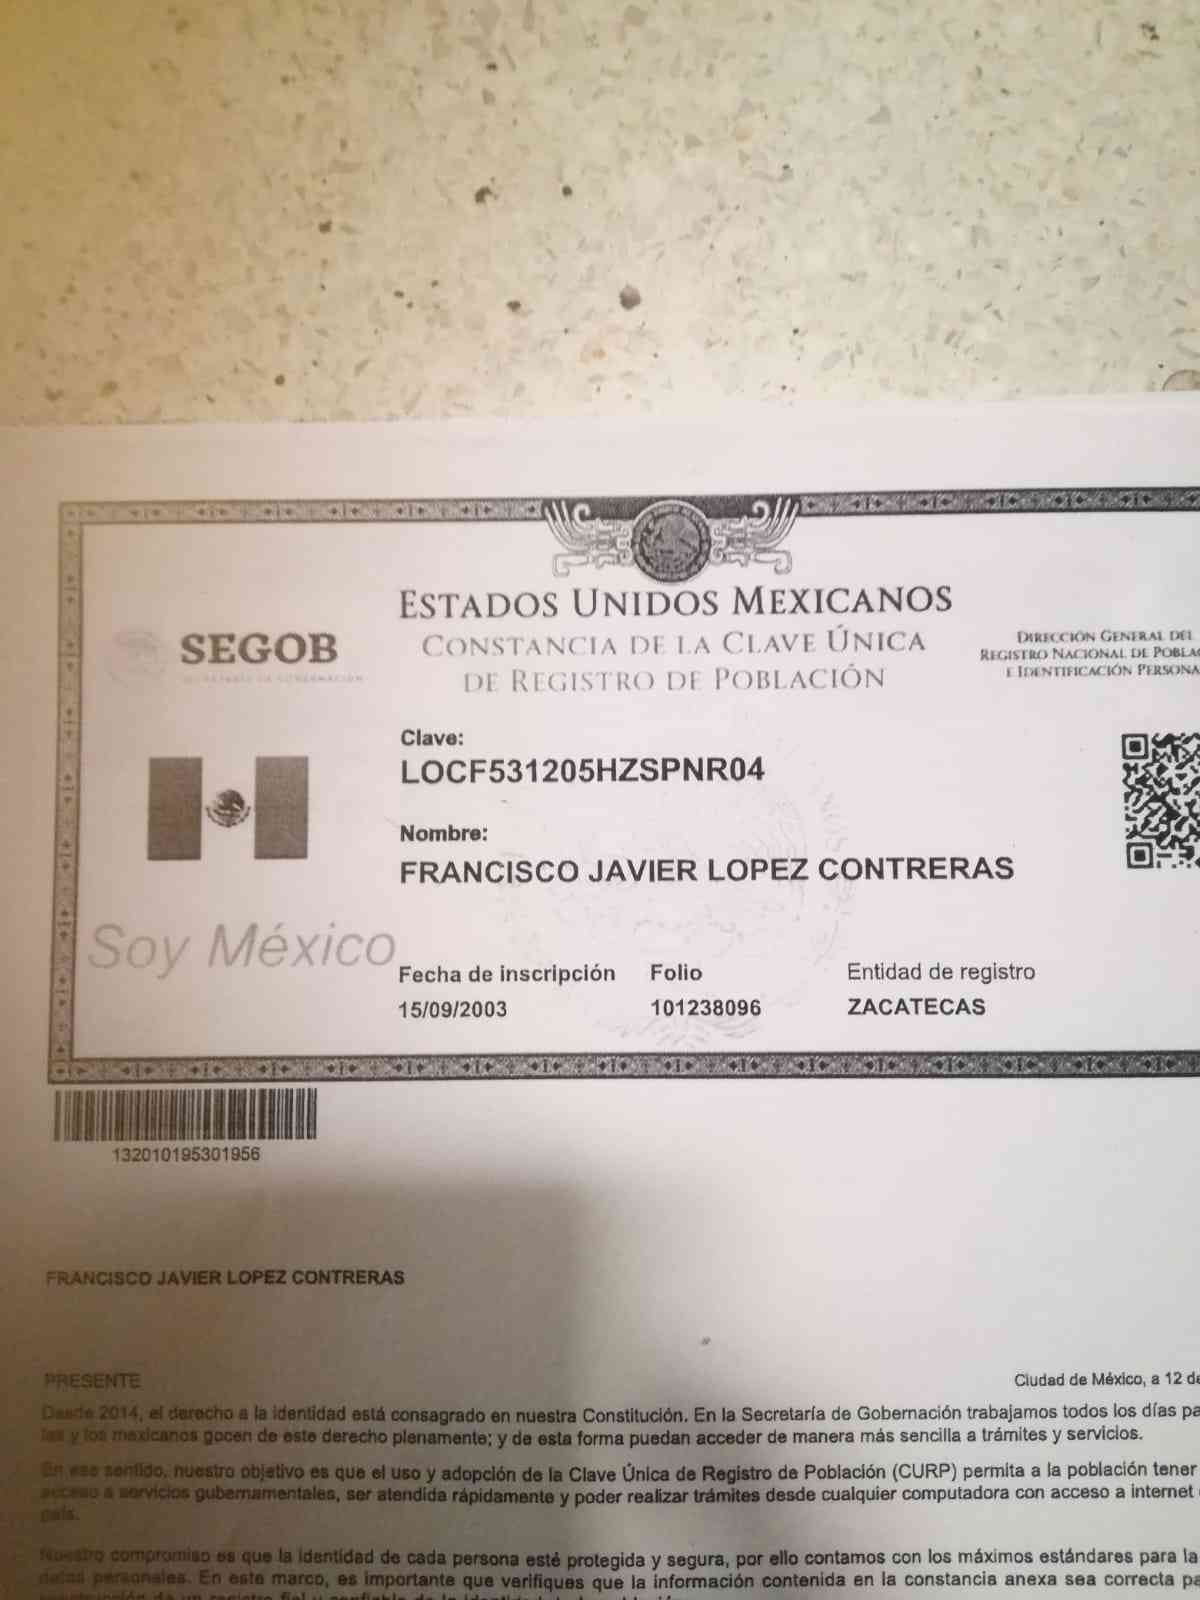 ESTADOS UNIDOS MEXICANOS
SEGOB
SECRETARÍA DE GOBERNACIÓN
CONSTANCIA DE LA CLAVE ÚNICA
DE REGISTRO DE POBLACIÓN
DIRECCIÓN GENERAL DEL
REGISTRO NACIONAL DE
E IDENTIFICACIÓN
Clave:
LOCF531205HZSPNR04
Nombre:
FRANCISCO JAVIER LOPEZ CONTRERAS
Soy México
Fecha de inscripción Folio Entidad de registro
15/09/2003 101238096 ZACATECAS
132010195301956
FRANCISCO JAVIER LOPEZ CONTRERAS
PRESENTE
Ciudad de México, a 12
Desde 2014, el derecho a la identidad está consagrado en nuestra Constitución. En la Secretaría de Gobernación trabajamos todos los días
las y los mexicanos gocen de este derecho plenamente; y de esta forma puedan acceder de manera más sencilla a trámites y servicios.
En ese sentido, nuestro objetivo es que el uso y adopción de la Clave Única de Registro de Población (CURP) permita a la población tener
acceso a servicios gubernamentales, ser atendida rápidamente y poder realizar trámites desde cualquier computadora con acceso a internet
país.
Nuestro compromiso es que la identidad de cada persona esté protegida y segura, por ello contamos con los máximos estándares para la
datos personales. En este marco, es importante que verifiques que la información contenida en la constancia anexa sea correcta